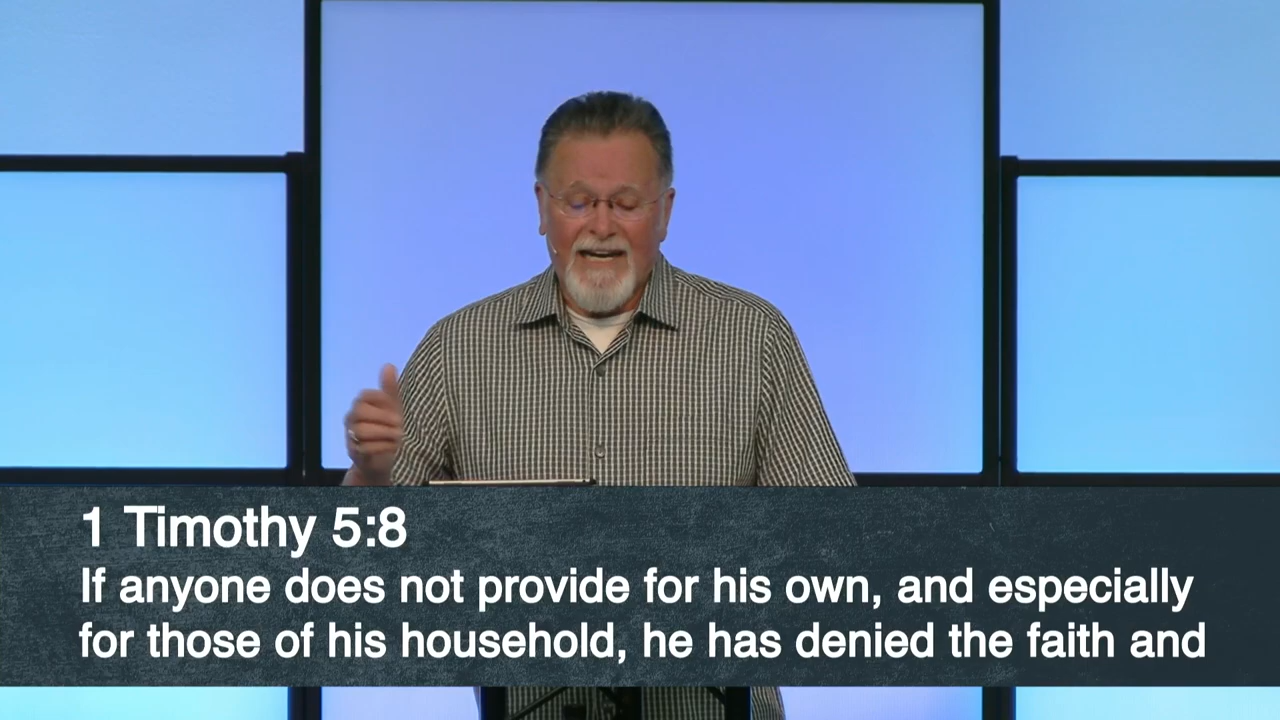 1 Timothy 5:8
If anyone does not provide for his own, and especially
for those of his household, he has denied the faith and